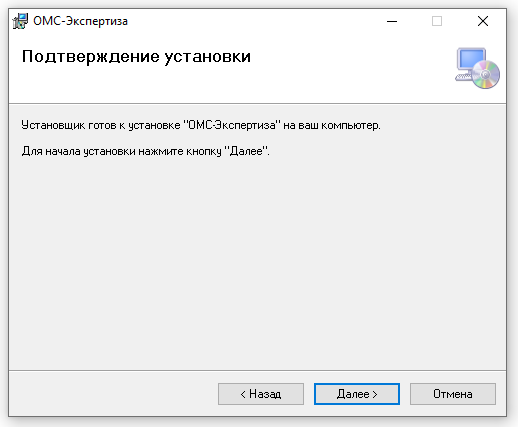 ОМС-Экспертиза
Подтверждение установки
Установщик готов к установке "ОМС-Экспертиза" на ваш компьютер.
Для начала установки нажмите кнопку "Далее".
< Назад
Далее >
Отмена